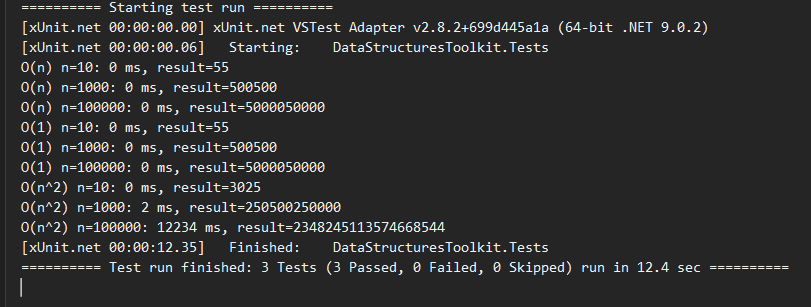 ========== Starting test run ==========
[xUnit.net 00:00:00.00] xUnit.net VSTest Adapter v2.8.2+699d445a1a (64-bit .NET 9.0.2)
[xUnit.net 00:00:00.06]   Starting:    DataStructuresToolkit.Tests
O(n) n=10: 0 ms, result=55
O(n) n=1000: 0 ms, result=500500
O(n) n=100000: 0 ms, result=5000050000
O(1) n=10: 0 ms, result=55
O(1) n=1000: 0 ms, result=500500
O(1) n=100000: 0 ms, result=5000050000
O(n^2) n=10: 0 ms, result=3025
O(n^2) n=1000: 2 ms, result=250500250000
O(n^2) n=100000: 12234 ms, result=2348245113574668544
[xUnit.net 00:00:12.35]   Finished:    DataStructuresToolkit.Tests
========== Test run finished: 3 Tests (3 Passed, 0 Failed, 0 Skipped) run in 12.4 sec ==========